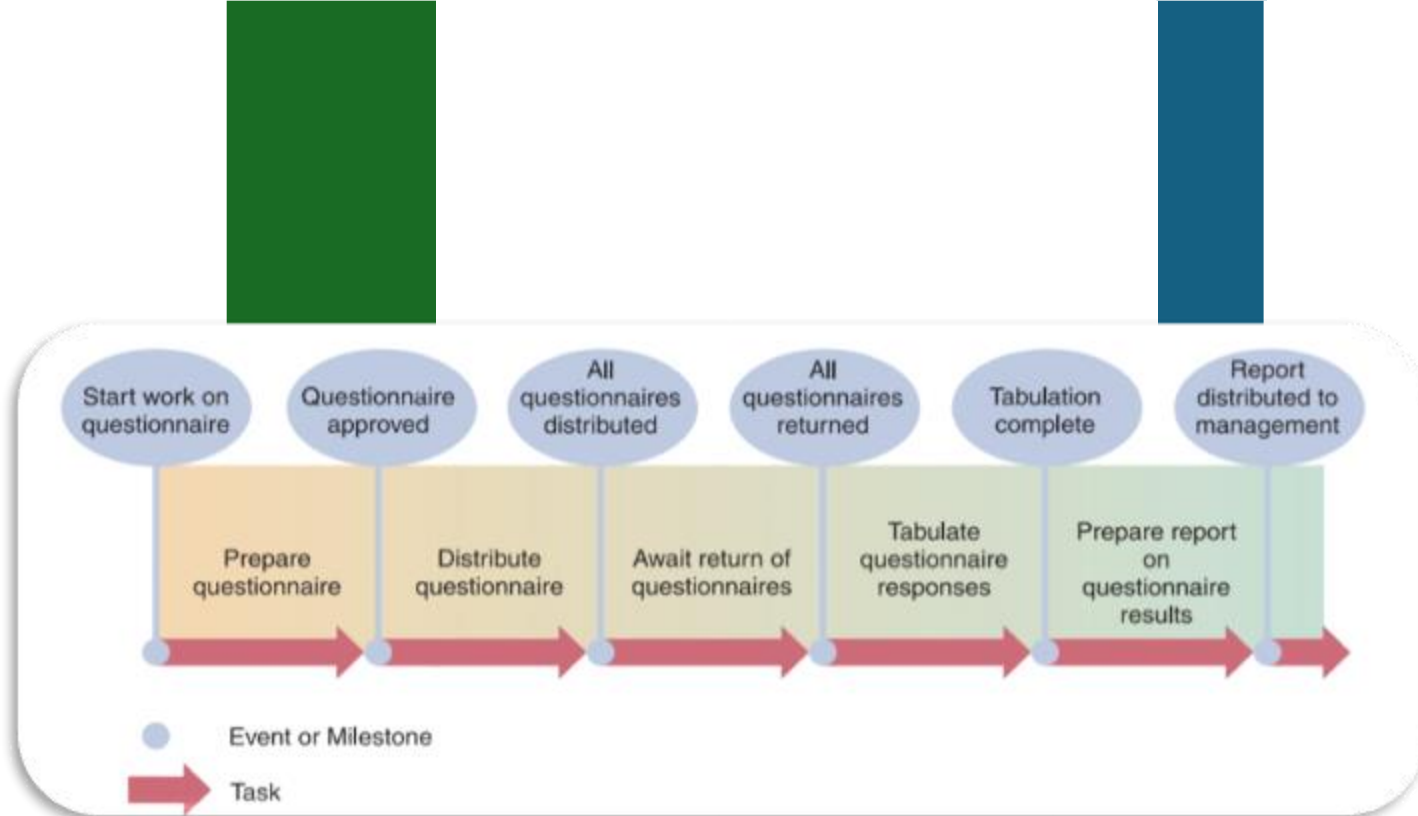 Start work on
questionnaire
Questionnaire
approved
All
questionnaires
distributed
All
questionnaires
returned
Tabulation
complete
Report
distributed to
management
Prepare
questionnaire
Distribute
questionnaire
Await return of
questionnaires
Tabulate
questionnaire
responses
Prepare report
on
questionnaire
results
Event or Milestone
Task